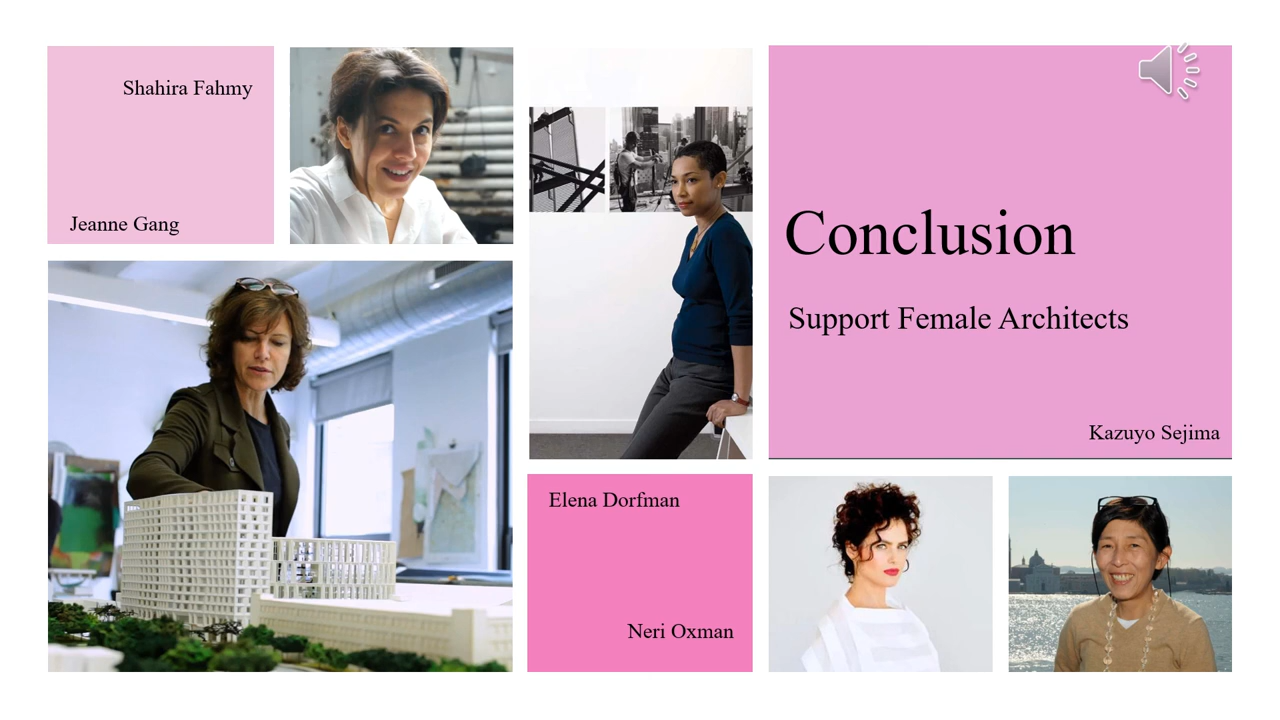 Shahira Fahmy
Jeanne Gang
Conclusion
Support Female Architects
Kazuyo Sejima
Elena Dorfman
Neri Oxman